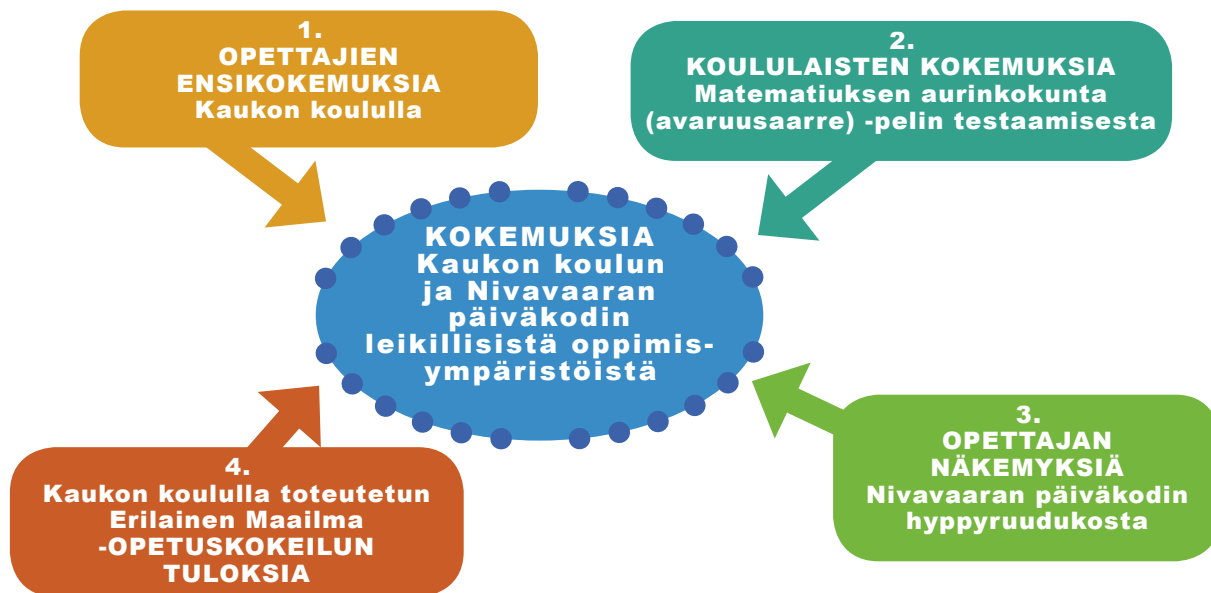 1.
OPETTAJIEN
ENSIKOKEMUKSIA
Kaukon koululla
2.
KOULULAISTEN KOKEMUKSIA
Matematiuksen aurinkokunta
(avaruusaarre) -pelin testaamisesta
KOKEMUKSIA
Kaukon koulun
ja Nivavaaran
päiväkodin
leikillisistä oppimis-
ympäristöistä
3.
OPETTAJAN
NÄKEMYKSIÄ
Nivavaaran päiväkodin
hyppyruudukosta
4.
Kaukon koululla toteutetun
Erilainen Maailma
-OPETUSKOKEILUN
TULOKSIA